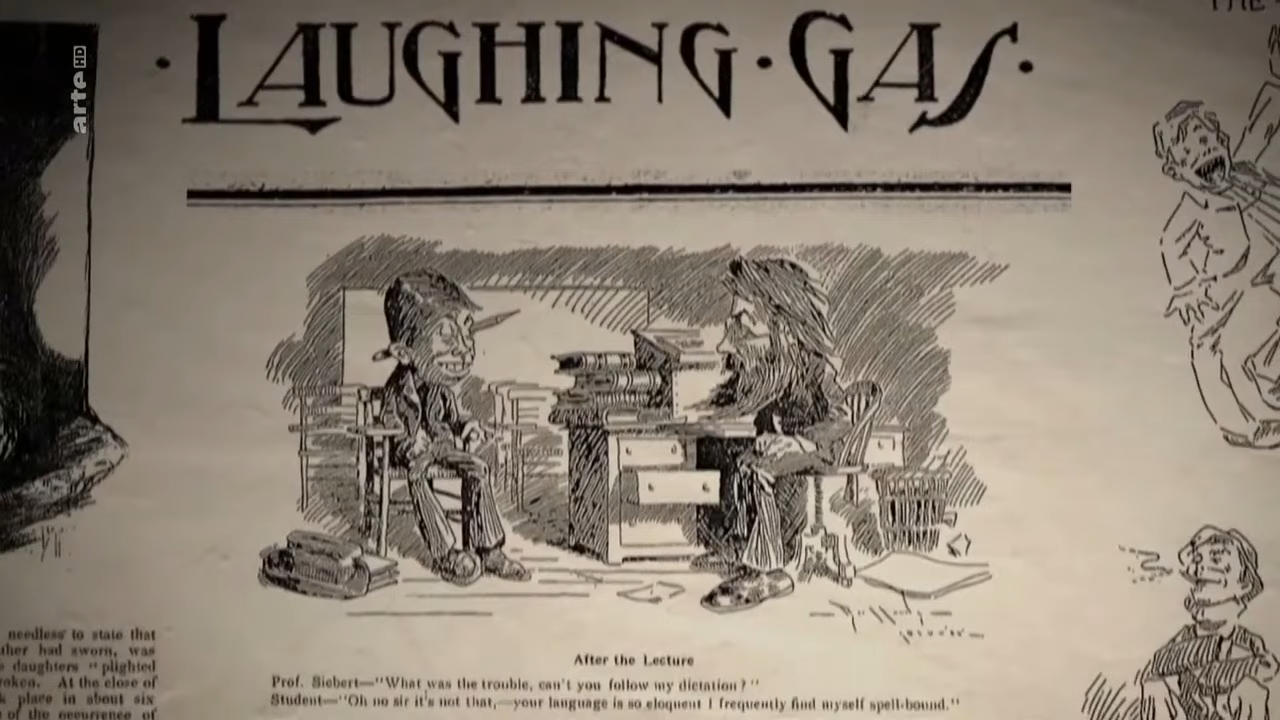 THE
arte HD
· LAUGHING · GAS ·
needless to state that
had sworn, was
daughters "plighted
At the close of
place in about six
of the occurrence of
After the Lecture
Prof. Siebert—"What was the trouble, can't you follow my dictation?"
Student—"Oh no sir it's not that,—your language is so eloquent I frequently find myself spell-bound."